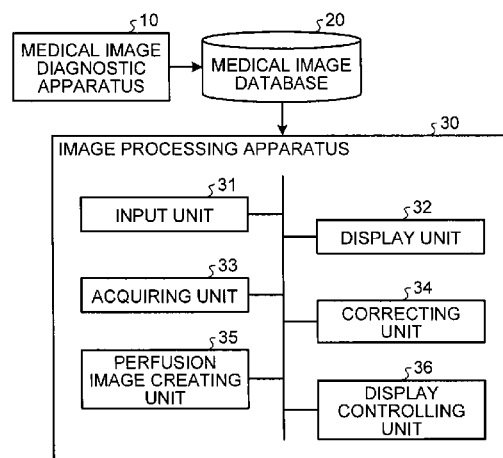 10
MEDICAL IMAGE
DIAGNOSTIC
APPARATUS
20
MEDICAL IMAGE
DATABASE
30
IMAGE PROCESSING APPARATUS
31
INPUT UNIT
32
DISPLAY UNIT
33
ACQUIRING UNIT
34
CORRECTING
UNIT
35
PERFUSION
IMAGE CREATING
UNIT
36
DISPLAY
CONTROLLING
UNIT